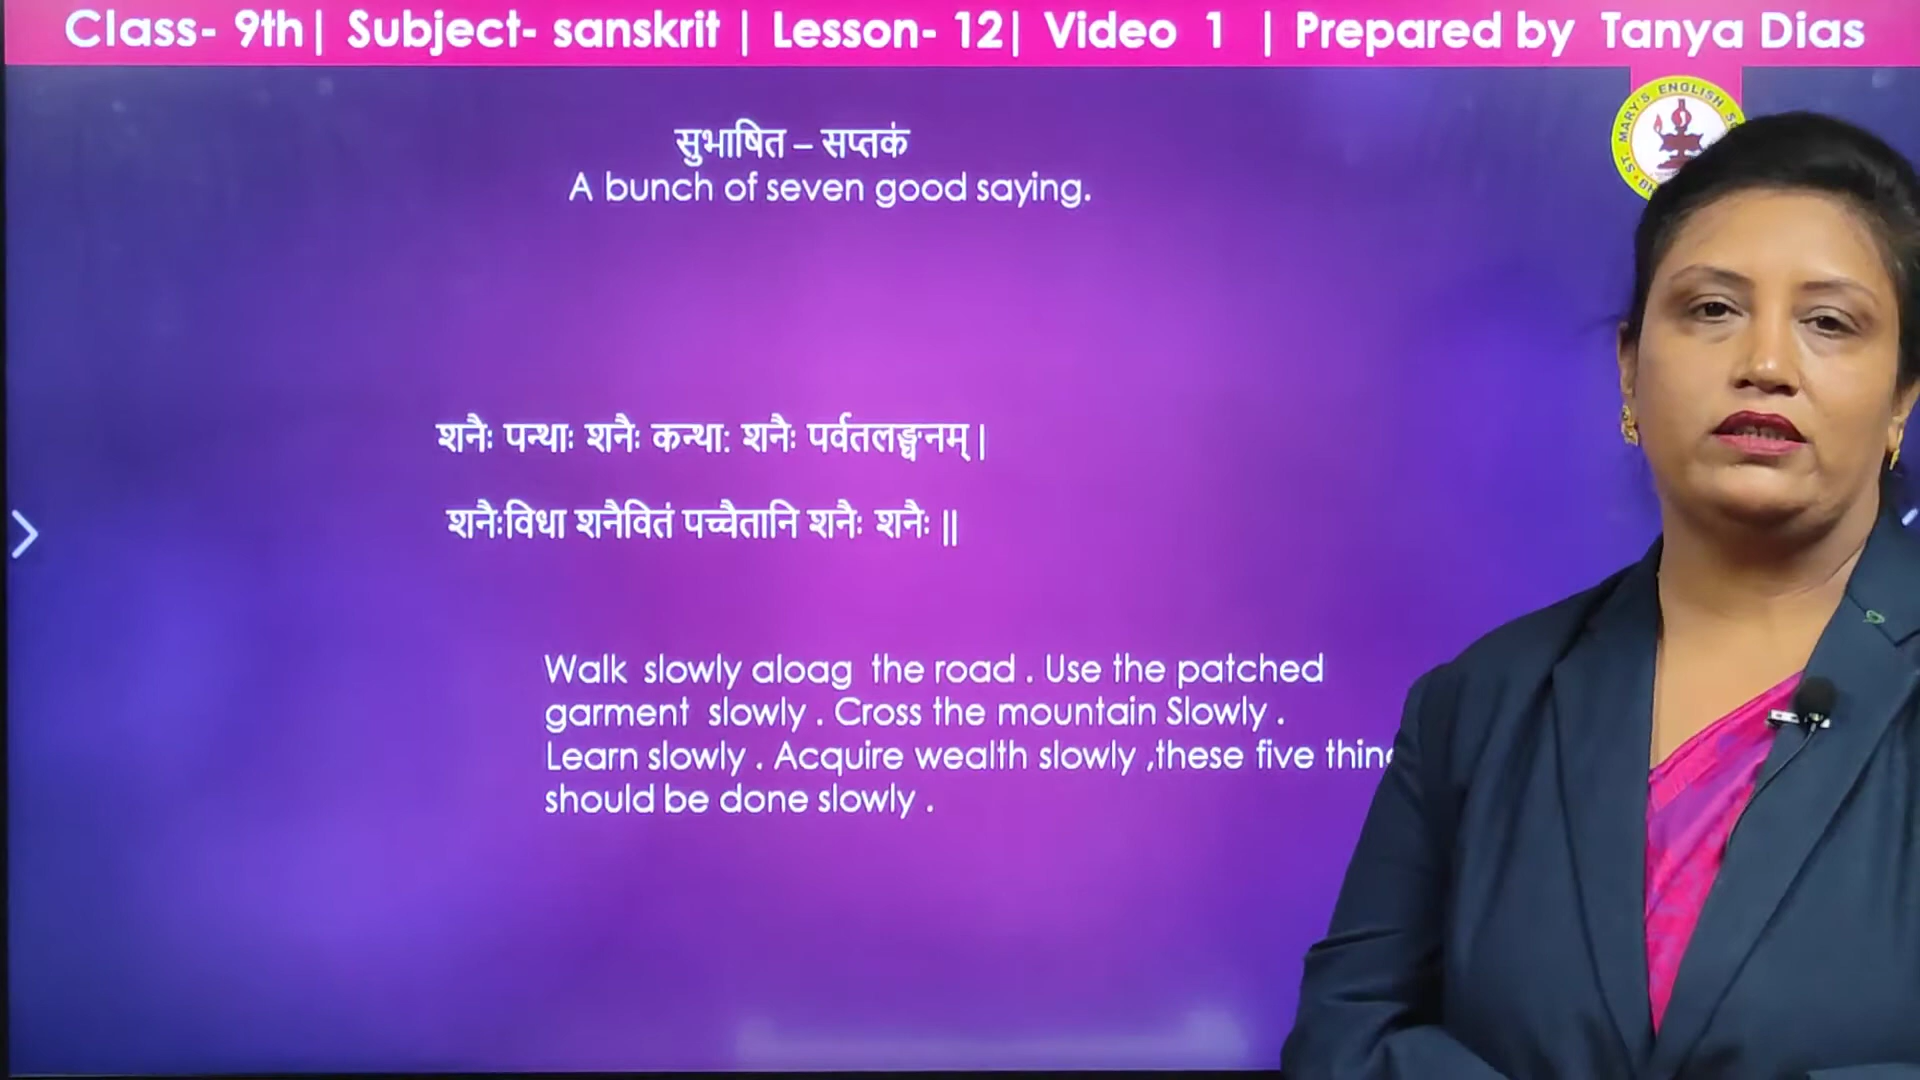 Class- 9th| Subject- sanskrit | Lesson- 12| Video 1 | Prepared by Tanya Dias
ST. MARY'S ENGLISH
सुभाषित – सप्तकं
A bunch of seven good saying.
शनैः पन्थाः शनैः कन्था: शनैः पर्वतलङ्घनम् |
शनैःविधा शनैवितं पच्चैतानि शनैः शनैः ||
Walk slowly aloag the road . Use the patched
garment slowly . Cross the mountain Slowly .
Learn slowly . Acquire wealth slowly ,these five
should be done slowly .